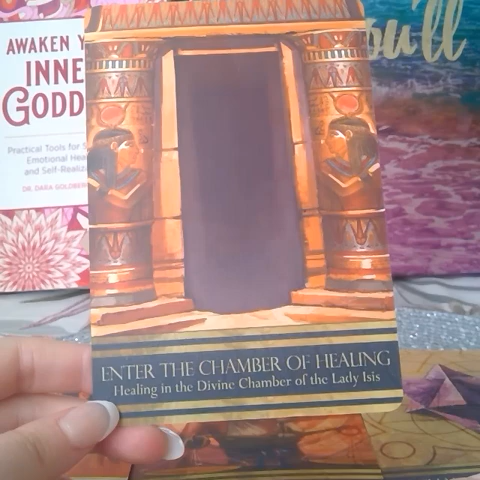 AWAKEN Y
INNE
GODD
Practical Tools for S
Emotional Hea
and Self-Realiz
DR. DARA GOLDBER
ou'll
ENTER THE CHAMBER OF HEALING
Healing in the Divine Chamber of the Lady Isis